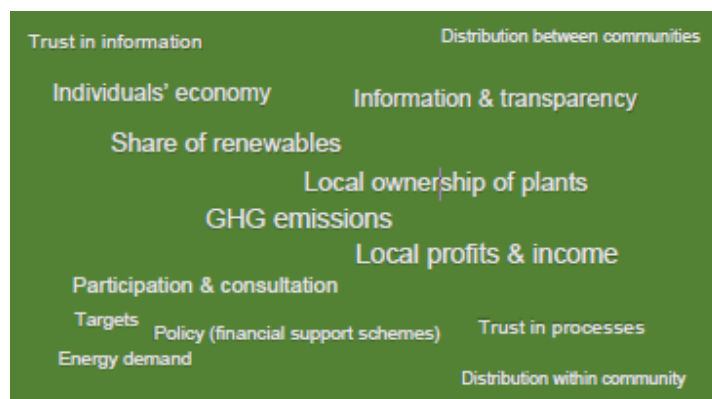 Trust in information
Distribution between communities
Individuals' economy
Information & transparency
Share of renewables
Local ownership of plants
GHG emissions
Local profits & income
Participation & consultation
Targets
Policy (financial support schemes)
Trust in processes
Energy demand
Distribution within community